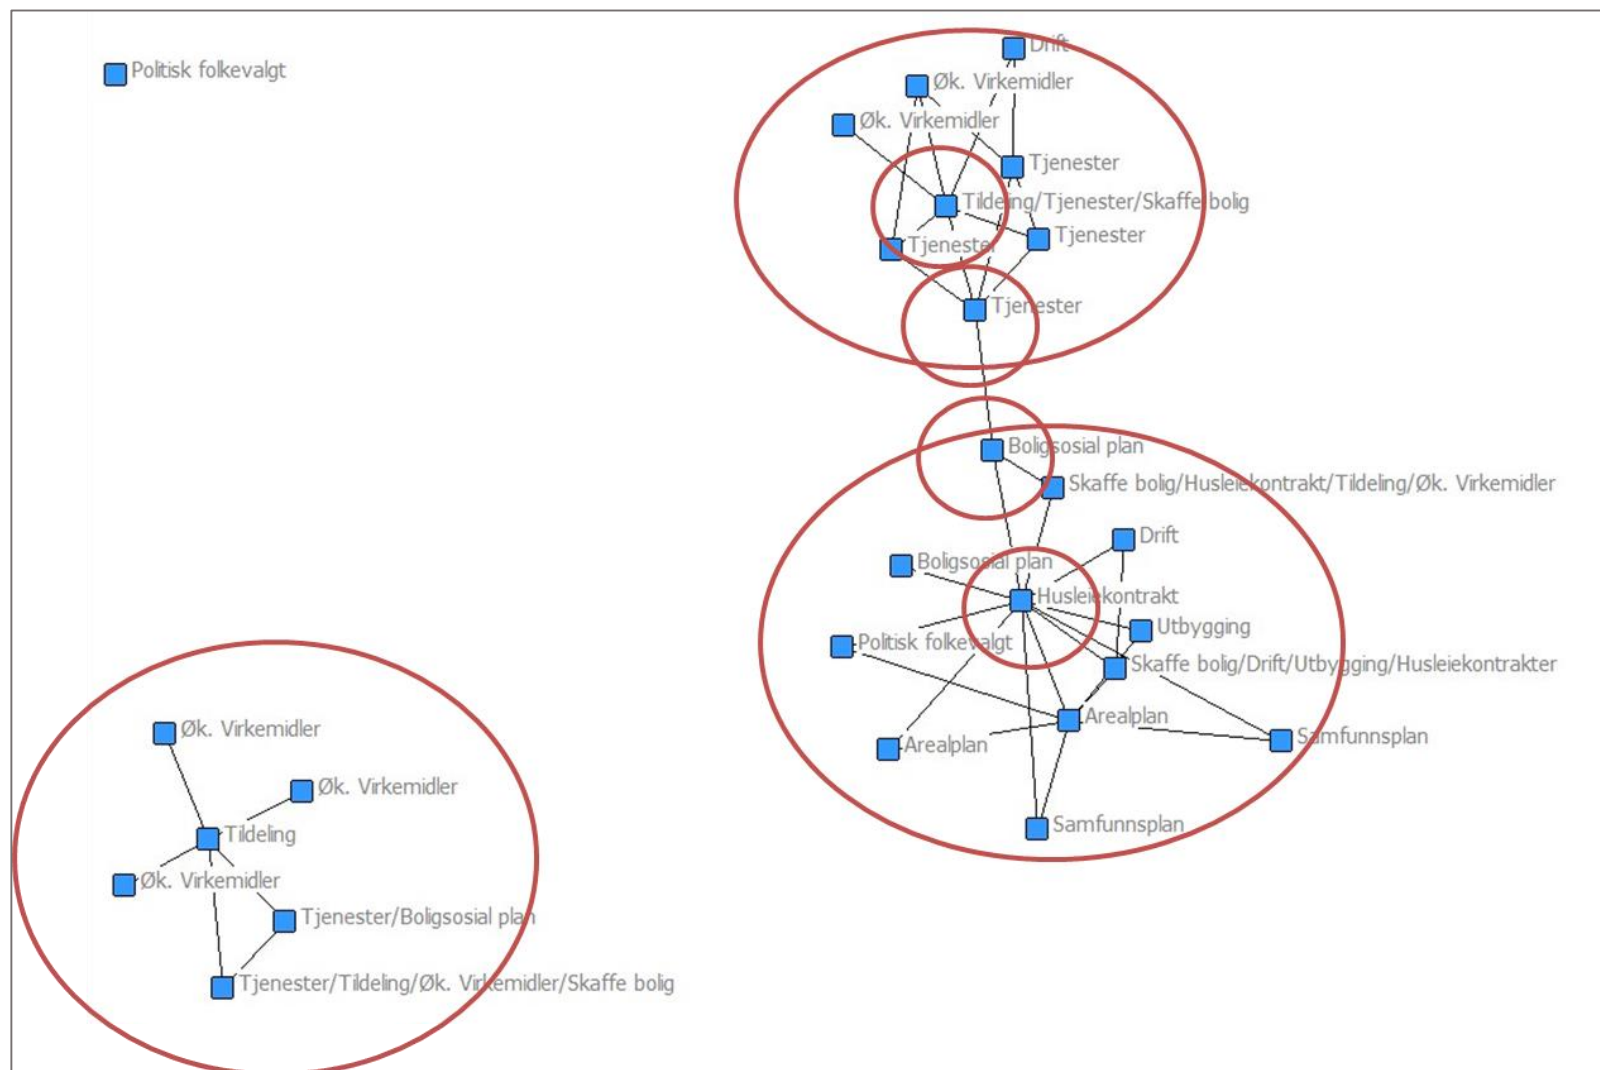 Drift
Politisk folkevalgt
Øk. Virkemidler
Øk. Virkemidler
Tjenester
Tildeling/Tjenester/Skaffe bolig
Tjenester
Tjenester
Tjenester
Boligsosial plan
Skaffe bolig/Husleiekontrakt/Tildeling/Øk. Virkemidler
Drift
Boligsosial plan
Husleiekontrakt
Utbygging
Politisk folkevalgt
Skaffe bolig/Drift/Utbygging/Husleiekontrakter
Arealplan
Samfunnsplan
Arealplan
Samfunnsplan
Øk. Virkemidler
Øk. Virkemidler
Tildeling
Øk. Virkemidler
Tjenester/Boligsosial plan
Tjenester/Tildeling/Øk. Virkemidler/Skaffe bolig